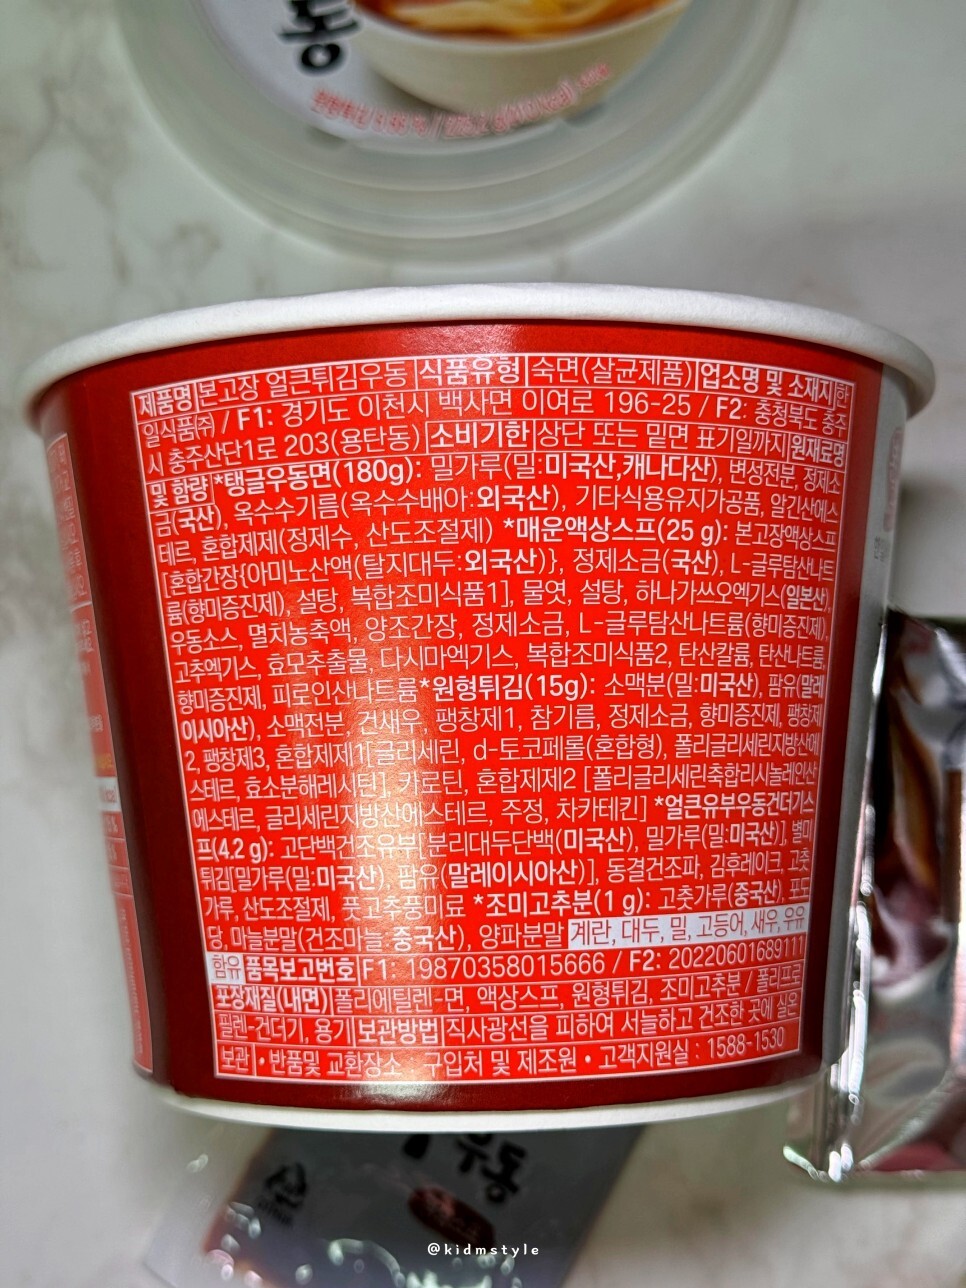 동
제품명 본고장 얼큰튀김우동 식품유형 숙면(살균제품) 업소명 및 소재지 한
일식품㈜ / F1: 경기도 이천시 백사면 이여로 196-25 / F2: 충청북도 충주
시 충주산단1로 203(용탄동) 소비기한 상단 또는 밑면 표기일까지 원재료명
및 함량 *탱글우동면(180g): 밀가루(밀:미국산,캐나다산), 변성전분, 정제소
금(국산), 옥수수기름(옥수수배아:외국산), 기타식용유지가공품, 알긴산에스
테르, 혼합제제(정제수, 산도조절제) *매운액상스프(25 g): 본고장액상스프
[혼합간장{아미노산액(탈지대두:외국산)}, 정제소금(국산), L-글루탐산나트
륨(향미증진제), 설탕, 복합조미식품1], 물엿, 설탕, 하나가쓰오엑기스(일본산),
우동소스, 멸치농축액, 양조간장, 정제소금, L-글루탐산나트륨(향미증진제),
고추엑기스, 효모추출물, 다시마엑기스, 복합조미식품2, 탄산칼륨, 탄산나트륨,
향미증진제, 피로인산나트륨 *원형튀김(15g): 소맥분(밀:미국산), 팜유(말레
이시아산), 소맥전분, 건새우, 팽창제1, 참기름, 정제소금, 향미증진제, 팽창제
2, 팽창제3, 혼합제제1[글리세린, d-토코페롤(혼합형), 폴리글리세린지방산에
스테르, 효소분해레시틴], 카로틴, 혼합제제2 [폴리글리세린축합리시놀레인산
에스테르, 글리세린지방산에스테르, 주정, 차카테킨] *얼큰유부우동건더기스
프(4.2 g): 고단백건조유부[분리대두단백(미국산), 밀가루(밀:미국산)], 별미
튀김[밀가루(밀:미국산), 팜유(말레이시아산)], 동결건조파, 김후레이크, 고춧
가루, 산도조절제, 풋고추풍미료 *조미고추분(1 g): 고춧가루(중국산), 포도
당, 마늘분말(건조마늘:중국산), 양파분말 계란, 대두, 밀, 고등어, 새우, 우유
함유 품목보고번호 F1: 19870358015666 / F2: 20220601689111
포장재질(내면) 폴리에틸렌-면, 액상스프, 원형튀김, 조미고추분 / 폴리프로
필렌-건더기, 용기 보관방법 직사광선을 피하여 서늘하고 건조한 곳에 실온
보관 • 반품및 교환장소 : 구입처 및 제조원 • 고객지원실 : 1588-1530
우동
@kidmstyle